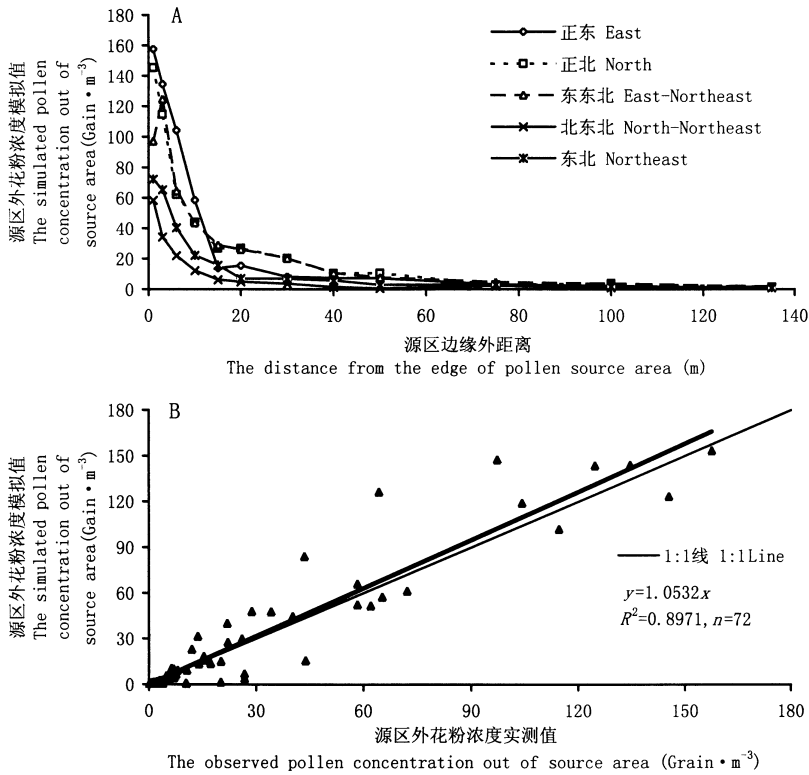 A
源区外花粉浓度模拟值
The simulated pollen
concentration out of
source area(Gain·m⁻³)
180
160
140
120
100
80
60
40
20
0
正东 East
正北 North
东东北 East-Northeast
北东北 North-Northeast
东北 Northeast
0 20 40 60 80 100 120 140
源区边缘外距离
The distance from the edge of pollen source area (m)
B
源区外花粉浓度模拟值
The simulated pollen
concentration out of
source area(Gain·m⁻³)
180
150
120
90
60
30
0
1:1线 1:1Line
y=1.0532x
R²=0.8971,n=72
0 30 60 90 120 150 180
源区外花粉浓度实测值
The observed pollen concentration out of source area (Grain·m⁻³)